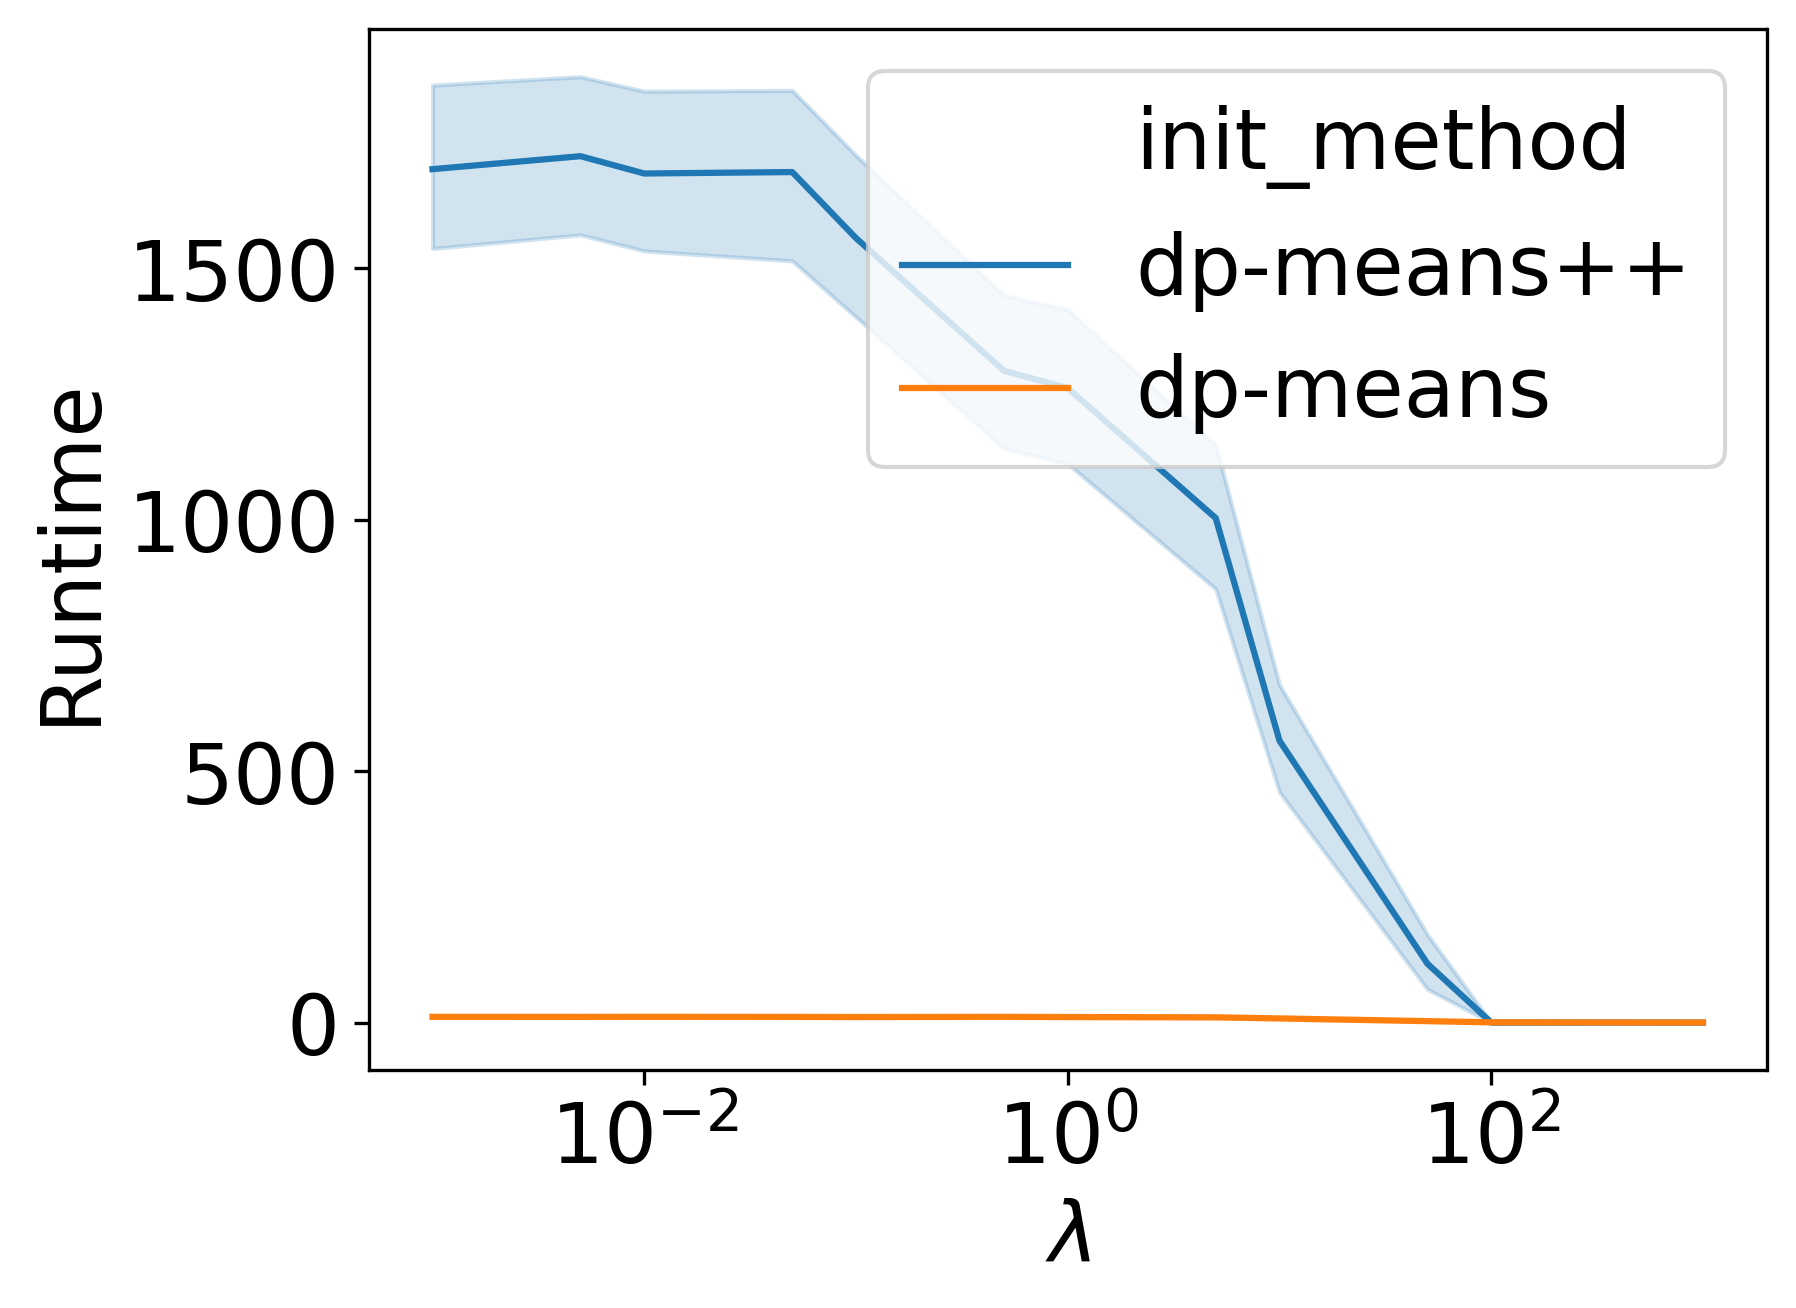 init_method
dp-means++
dp-means
Runtime
1500
1000
500
0
10⁻²
10⁰
10²
λ